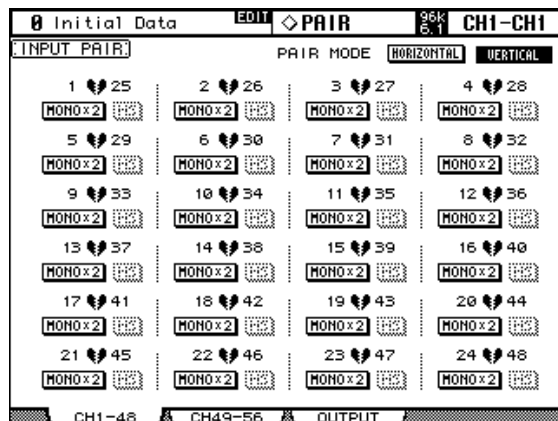 0 Initial Data EDIT ◇PAIR 96k 6.1 CH1-CH1
INPUT PAIR PAIR MODE HORIZONTAL VERTICAL
1 25 2 26 3 27 4 28
MONO×2 MONO×2 MONO×2 MONO×2
5 29 6 30 7 31 8 32
MONO×2 MONO×2 MONO×2 MONO×2
9 33 10 34 11 35 12 36
MONO×2 MONO×2 MONO×2 MONO×2
13 37 14 38 15 39 16 40
MONO×2 MONO×2 MONO×2 MONO×2
17 41 18 42 19 43 20 44
MONO×2 MONO×2 MONO×2 MONO×2
21 45 22 46 23 47 24 48
MONO×2 MONO×2 MONO×2 MONO×2
CH1-48 CH49-56 OUTPUT